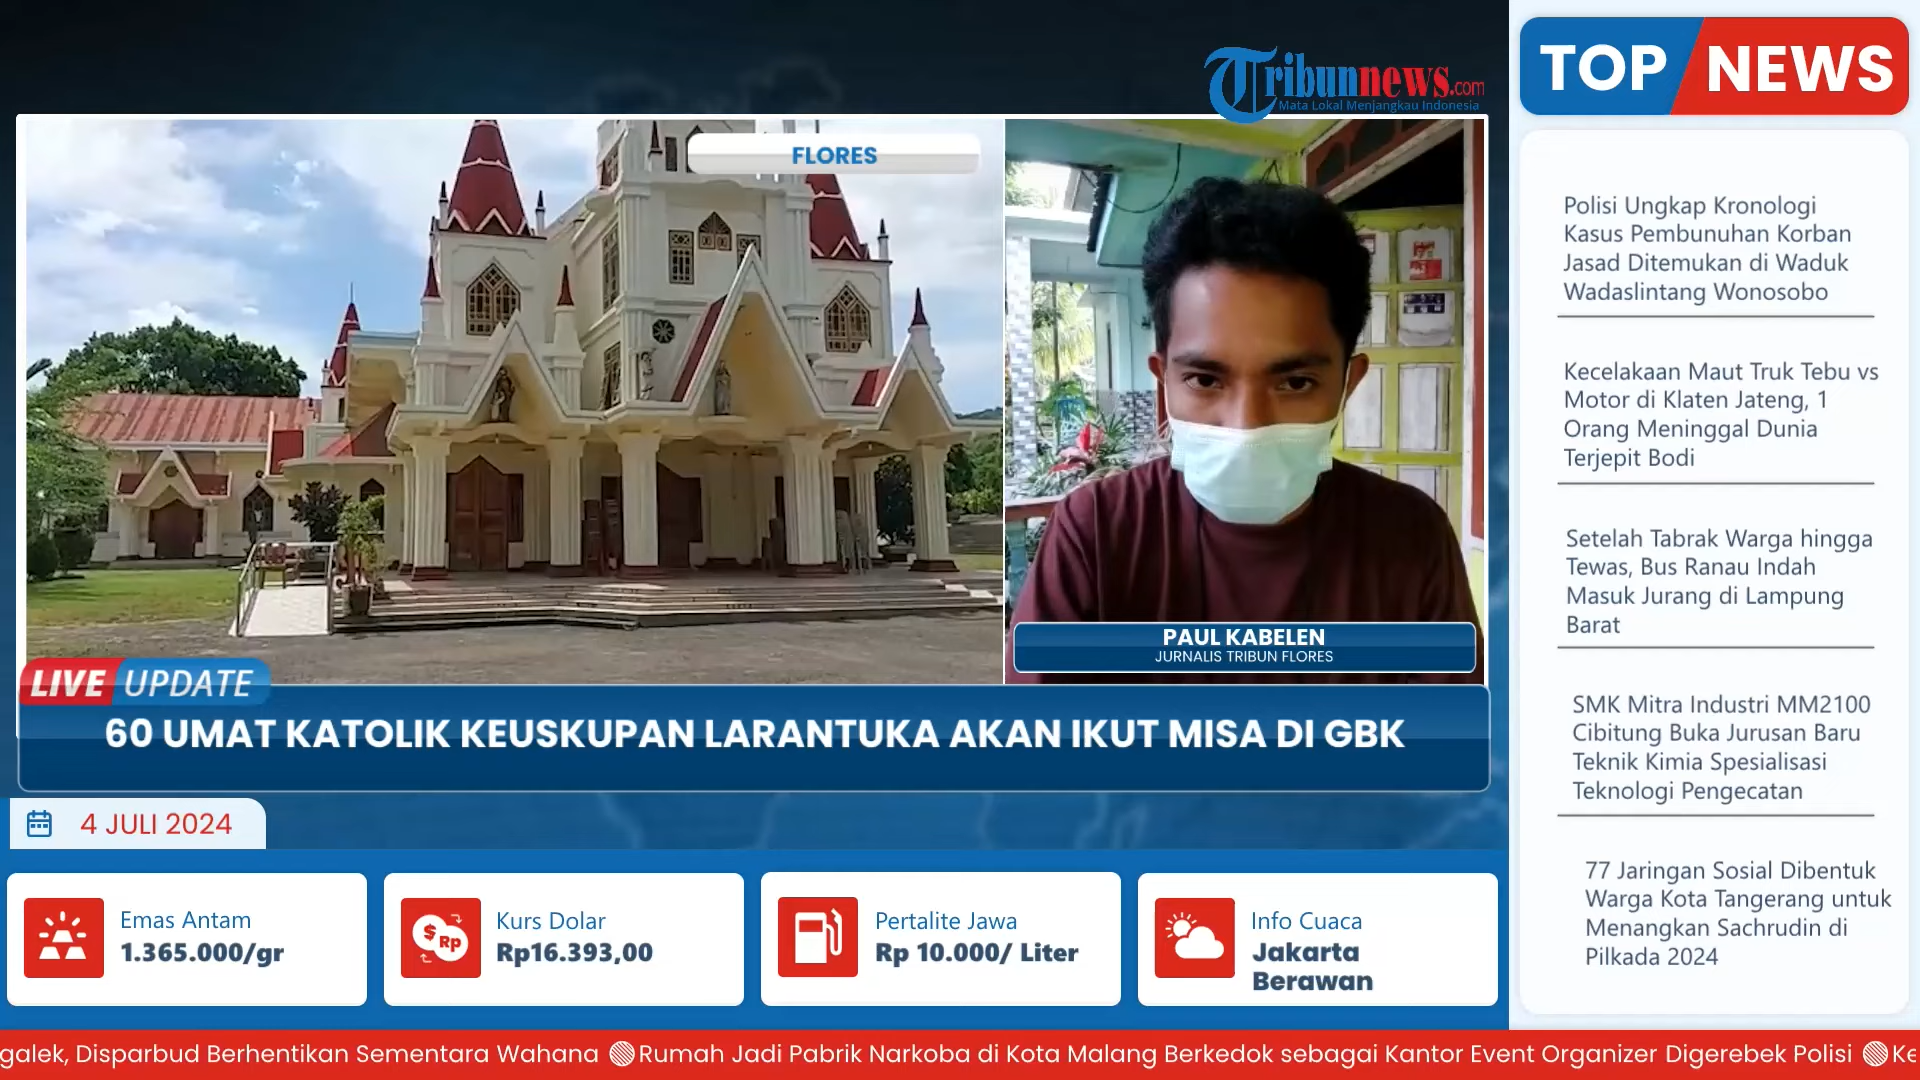 Tribunnews.com
Mata Lokal Menjangkau Indonesia
FLORES
PAUL KABELEN
JURNALIS TRIBUN FLORES
LIVE UPDATE
60 UMAT KATOLIK KEUSKUPAN LARANTUKA AKAN IKUT MISA DI GBK
4 JULI 2024
Emas Antam
1.365.000/gr
Kurs Dolar
Rp16.393,00
Pertalite Jawa
Rp 10.000/ Liter
Info Cuaca
Jakarta
Berawan
TOP NEWS
Polisi Ungkap Kronologi
Kasus Pembunuhan Korban
Jasad Ditemukan di Waduk
Wadaslintang Wonosobo
Kecelakaan Maut Truk Tebu vs
Motor di Klaten Jateng, 1
Orang Meninggal Dunia
Terjepit Bodi
Setelah Tabrak Warga hingga
Tewas, Bus Ranau Indah
Masuk Jurang di Lampung
Barat
SMK Mitra Industri MM2100
Cibitung Buka Jurusan Baru
Teknik Kimia Spesialisasi
Teknologi Pengecatan
77 Jaringan Sosial Dibentuk
Warga Kota Tangerang untuk
Menangkan Sachrudin di
Pilkada 2024
galek, Disparbud Berhentikan Sementara Wahana Rumah Jadi Pabrik Narkoba di Kota Malang Berkedok sebagai Kantor Event Organizer Digerebek Polisi Ke